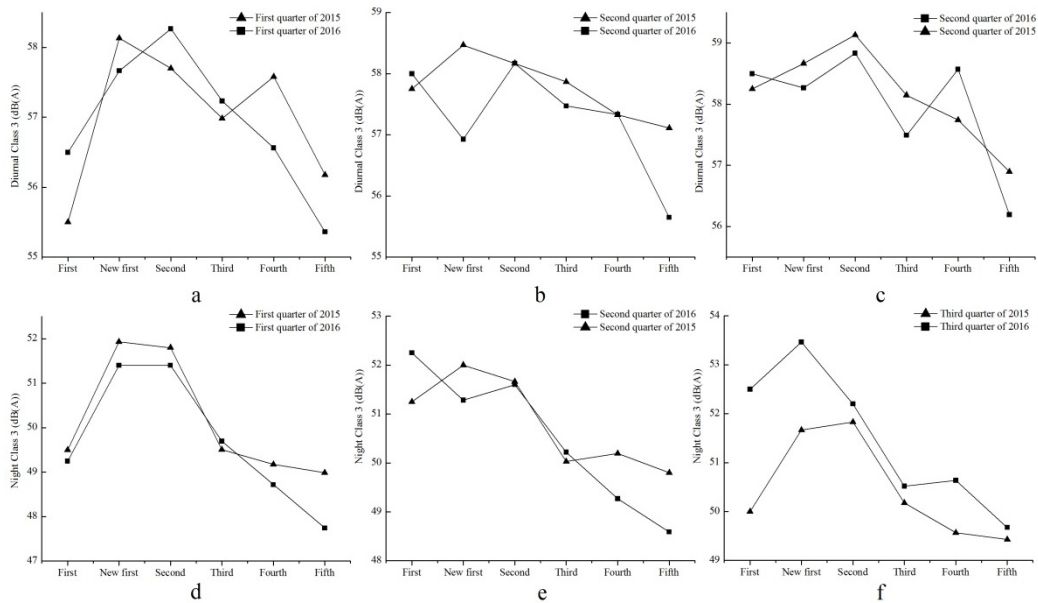 First quarter of 2015
First quarter of 2016
Diurnal Class 3 (dB(A))
58
57
56
55
First New first Second Third Fourth Fifth
a
Second quarter of 2015
Second quarter of 2016
Diurnal Class 3 (dB(A))
59
58
57
56
55
First New first Second Third Fourth Fifth
b
Second quarter of 2016
Second quarter of 2015
Diurnal Class 3 (dB(A))
59
58
57
56
First New first Second Third Fourth Fifth
c
First quarter of 2015
First quarter of 2016
Night Class 3 (dB(A))
52
51
50
49
48
47
First New first Second Third Fourth Fifth
d
Second quarter of 2016
Second quarter of 2015
Night Class 3 (dB(A))
53
52
51
50
49
48
First New first Second Third Fourth Fifth
e
Third quarter of 2015
Third quarter of 2016
Night Class 3 (dB(A))
54
53
52
51
50
49
First New first Second Third Fourth Fifth
f